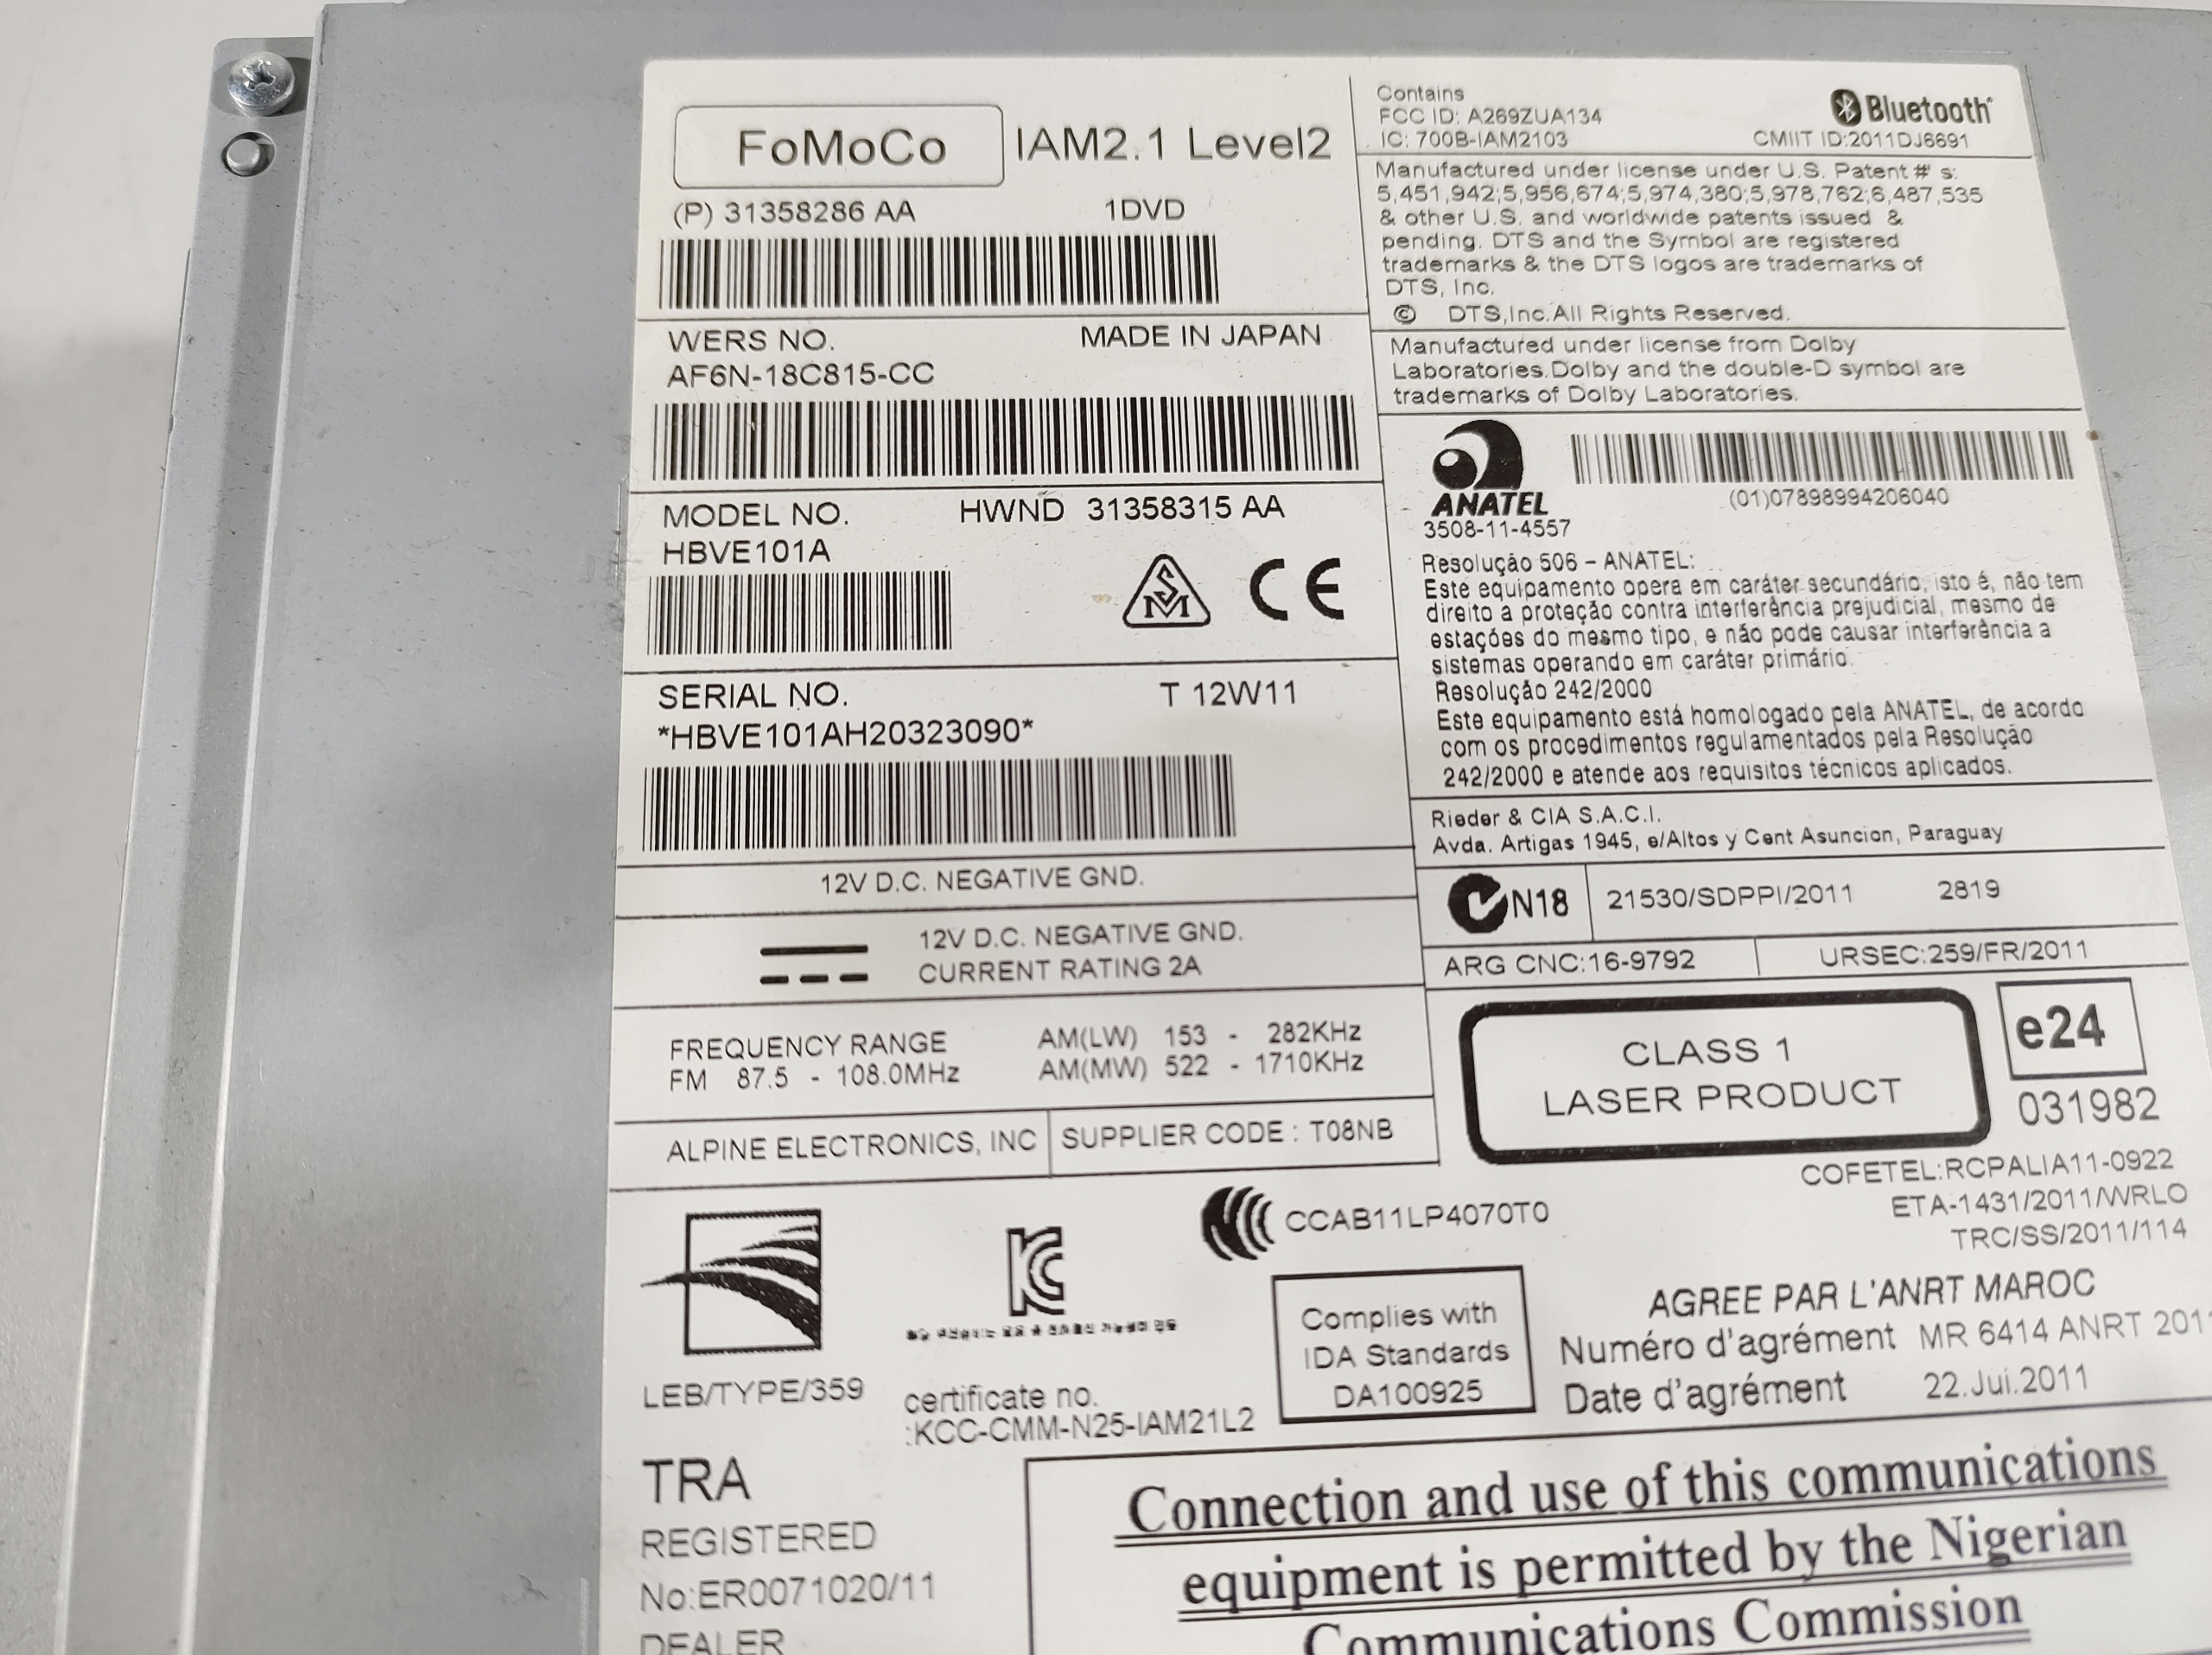 FoMoCo IAM2.1 Level2
(P) 31358286 AA 1DVD
WERS NO. MADE IN JAPAN
AF6N-18C815-CC
MODEL NO. HWND 31358315 AA
HBVE101A
SM CE
SERIAL NO. T 12W11
*HBVE101AH20323090*
12V D.C. NEGATIVE GND.
12V D.C. NEGATIVE GND.
CURRENT RATING 2A
FREQUENCY RANGE AM(LW) 153 - 282KHz
FM 87.5 - 108.0MHz AM(MW) 522 - 1710KHz
ALPINE ELECTRONICS, INC SUPPLIER CODE : T08NB
Contains
FCC ID: A269ZUA134 Bluetooth
IC: 700B-IAM2103 CMIIT ID:2011DJ6691
Manufactured under license under U.S. Patent # s:
5,451,942;5,956,674;5,974,380;5,978,762;6,487,535
& other U.S. and worldwide patents issued &
pending. DTS and the Symbol are registered
trademarks & the DTS logos are trademarks of
DTS, Inc.
© DTS,Inc.All Rights Reserved.
Manufactured under license from Dolby
Laboratories.Dolby and the double-D symbol are
trademarks of Dolby Laboratories.
ANATEL (01)07898994206040
3508-11-4557
Resolução 506 – ANATEL:
Este equipamento opera em caráter secundário, isto é, não tem
direito a proteção contra interferência prejudicial, mesmo de
estações do mesmo tipo, e não pode causar interferência a
sistemas operando em caráter primário.
Resolução 242/2000
Este equipamento está homologado pela ANATEL, de acordo
com os procedimentos regulamentados pela Resolução
242/2000 e atende aos requisitos técnicos aplicados.
Rieder & CIA S.A.C.I.
Avda. Artigas 1945, e/Altos y Cent Asuncion, Paraguay
N18 21530/SDPPI/2011 2819
ARG CNC:16-9792 URSEC:259/FR/2011
CLASS 1
LASER PRODUCT
e24
031982
COFETEL:RCPALIA11-0922
ETA-1431/2011/WRLO
TRC/SS/2011/114
CCAB11LP4070T0
KC
LEB/TYPE/359
certificate no.
:KCC-CMM-N25-IAM21L2
Complies with
IDA Standards
DA100925
AGREE PAR L'ANRT MAROC
Numéro d'agrément MR 6414 ANRT 201
Date d'agrément 22.Jui.2011
TRA
REGISTERED
No:ER0071020/11
DEALER
Connection and use of this communications
equipment is permitted by the Nigerian
Communications Commission